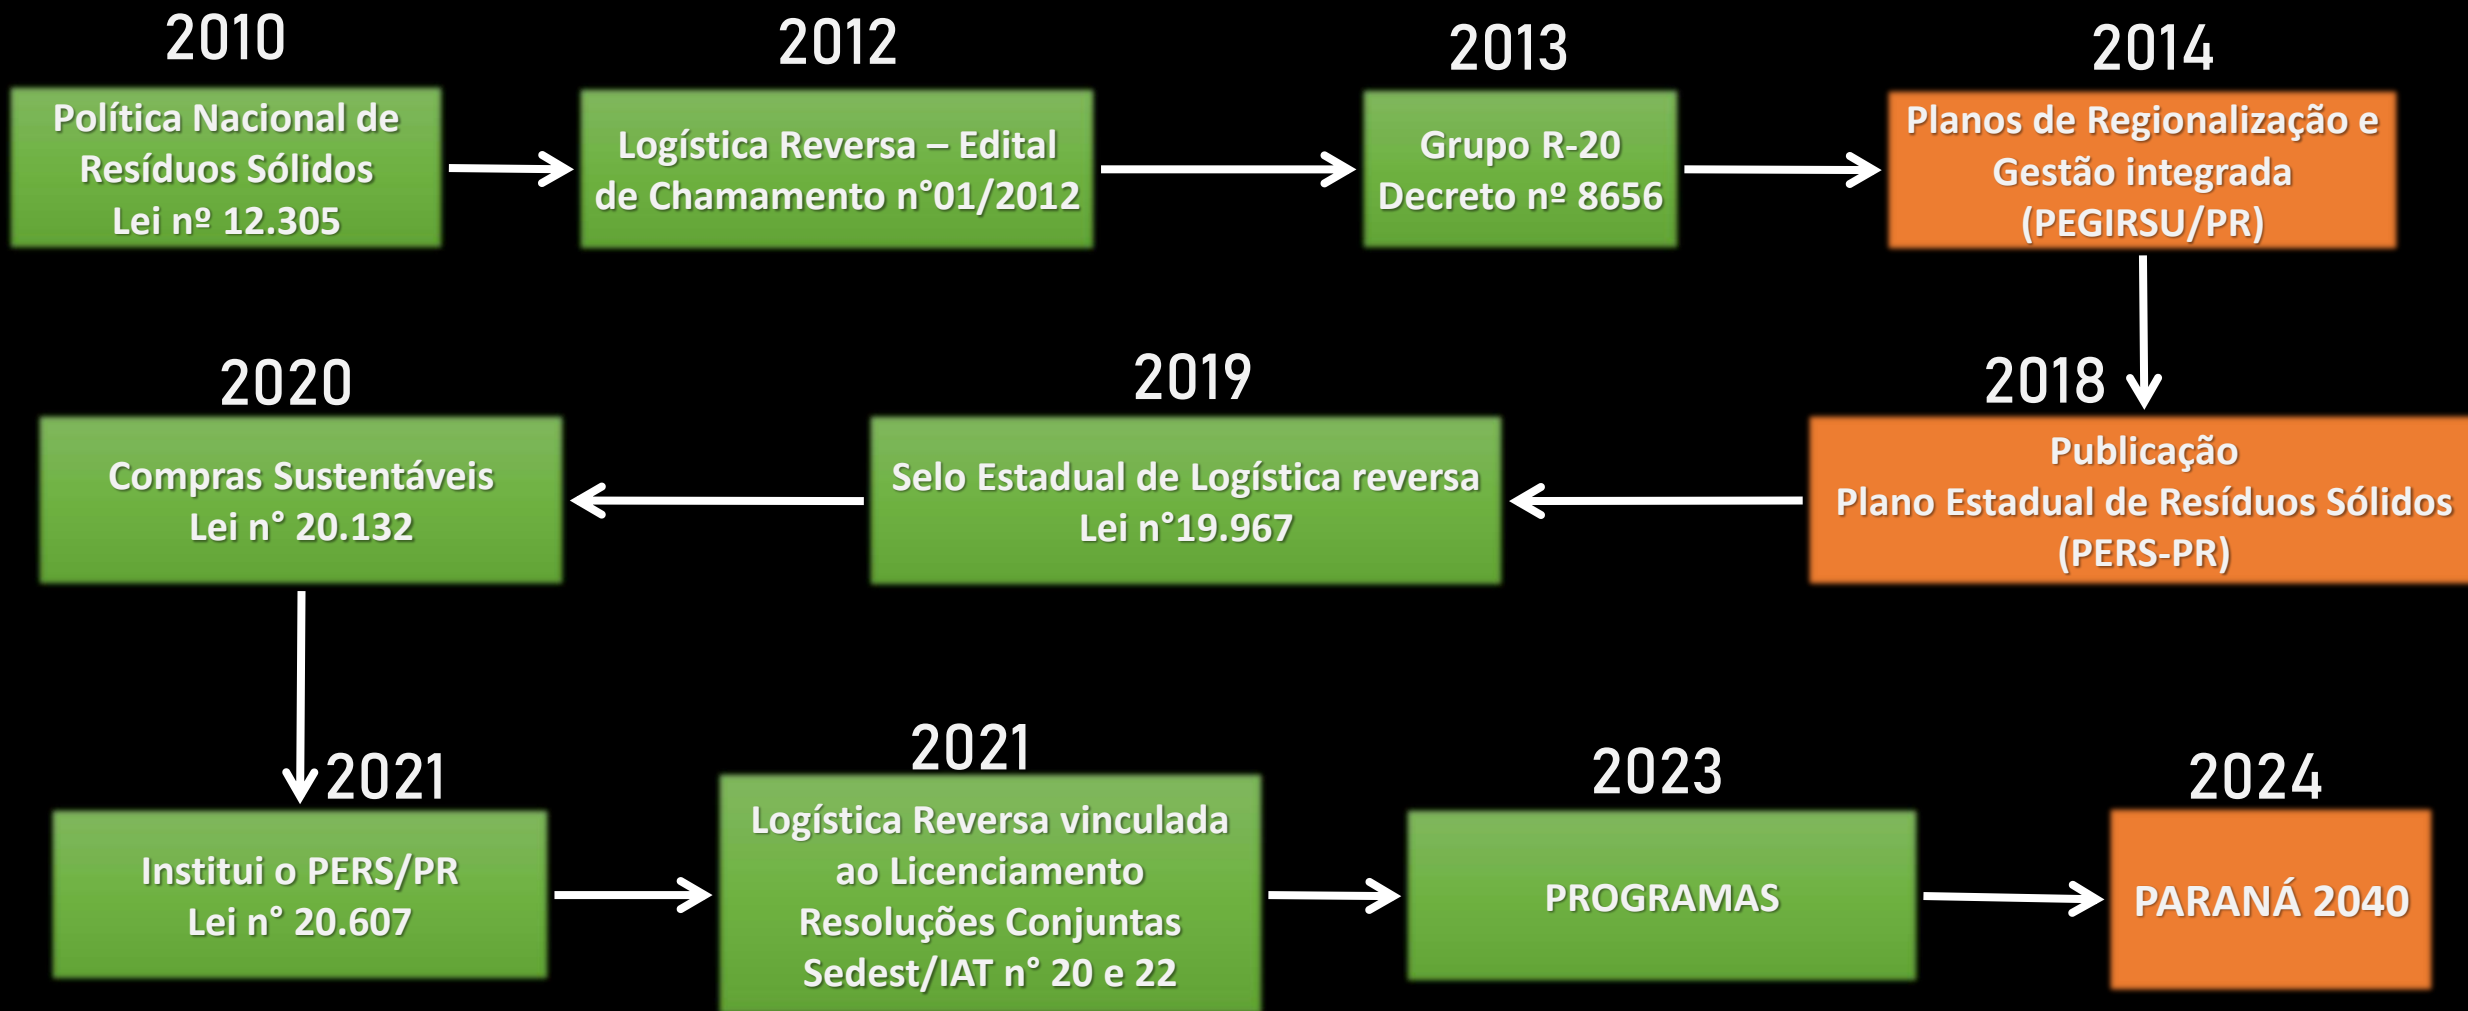 2010
Política Nacional de
Resíduos Sólidos
Lei nº 12.305
2012
Logística Reversa – Edital
de Chamamento n°01/2012
2013
Grupo R-20
Decreto nº 8656
2014
Planos de Regionalização e
Gestão integrada
(PEGIRSU/PR)
2018
Publicação
Plano Estadual de Resíduos Sólidos
(PERS-PR)
2019
Selo Estadual de Logística reversa
Lei n°19.967
2020
Compras Sustentáveis
Lei n° 20.132
2021
Institui o PERS/PR
Lei n° 20.607
2021
Logística Reversa vinculada
ao Licenciamento
Resoluções Conjuntas
Sedest/IAT n° 20 e 22
2023
PROGRAMAS
2024
PARANÁ 2040